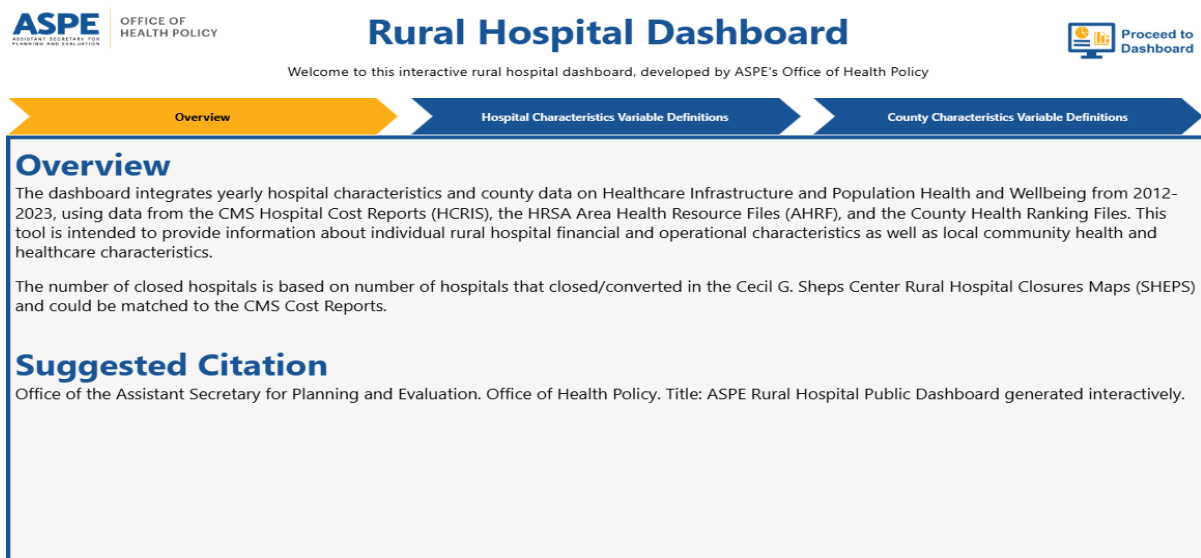 ASPE
ASSISTANT SECRETARY FOR
PLANNING AND EVALUATION
OFFICE OF
HEALTH POLICY
Rural Hospital Dashboard
Proceed to
Dashboard
Welcome to this interactive rural hospital dashboard, developed by ASPE's Office of Health Policy
Overview
Hospital Characteristics Variable Definitions
County Characteristics Variable Definitions
Overview
The dashboard integrates yearly hospital characteristics and county data on Healthcare Infrastructure and Population Health and Wellbeing from 2012-
2023, using data from the CMS Hospital Cost Reports (HCRIS), the HRSA Area Health Resource Files (AHRF), and the County Health Ranking Files. This
tool is intended to provide information about individual rural hospital financial and operational characteristics as well as local community health and
healthcare characteristics.
The number of closed hospitals is based on number of hospitals that closed/converted in the Cecil G. Sheps Center Rural Hospital Closures Maps (SHEPS)
and could be matched to the CMS Cost Reports.
Suggested Citation
Office of the Assistant Secretary for Planning and Evaluation. Office of Health Policy. Title: ASPE Rural Hospital Public Dashboard generated interactively.